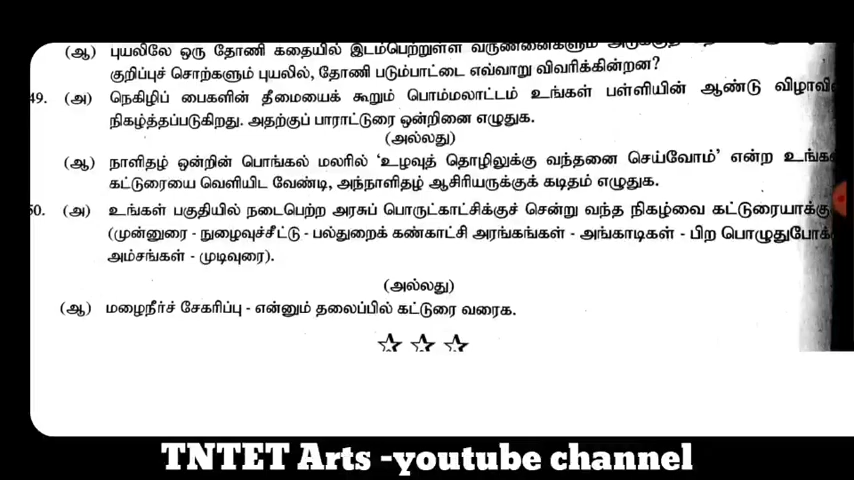 (ஆ) புயலிலே ஒரு தோணி கதையில் இடம்பெற்றுள்ள வருணனைகளும்
குறிப்புச் சொற்களும் புயலில், தோணி படும்பாட்டை எவ்வாறு விவரிக்கின்றன?
49. (அ) நெகிழிப் பைகளின் தீமையைக் கூறும் பொம்மலாட்டம் உங்கள் பள்ளியின் ஆண்டு விழாவில்
நிகழ்த்தப்படுகிறது. அதற்குப் பாராட்டுரை ஒன்றினை எழுதுக.
(அல்லது)
(ஆ) நாளிதழ் ஒன்றின் பொங்கல் மலரில் ‘உழவுத் தொழிலுக்கு வந்தனை செய்வோம்’ என்ற உங்க
கட்டுரையை வெளியிட வேண்டி, அந்நாளிதழ் ஆசிரியருக்குக் கடிதம் எழுதுக.
50. (அ) உங்கள் பகுதியில் நடைபெற்ற அரசுப் பொருட்காட்சிக்குச் சென்று வந்த நிகழ்வை கட்டுரையாக்கு
(முன்னுரை - நுழைவுச்சீட்டு - பல்துறைக் கண்காட்சி அரங்கங்கள் - அங்காடிகள் - பிற பொழுதுபோக்
அம்சங்கள் - முடிவுரை).
(அல்லது)
(ஆ) மழைநீர்ச் சேகரிப்பு - என்னும் தலைப்பில் கட்டுரை வரைக.
TNTET Arts -youtube channel